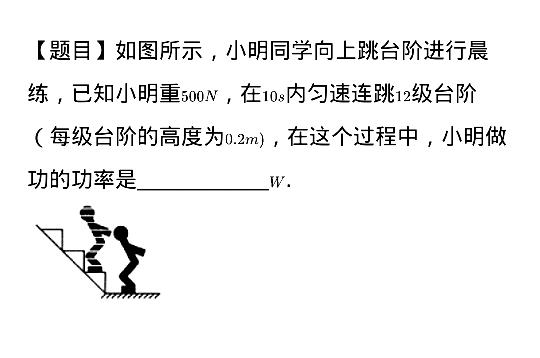 【题目】如图所示，小明同学向上跳台阶进行晨
练，已知小明重500N，在10s内匀速连跳12级台阶
（每级台阶的高度为0.2m)，在这个过程中，小明做
功的功率是____________W.